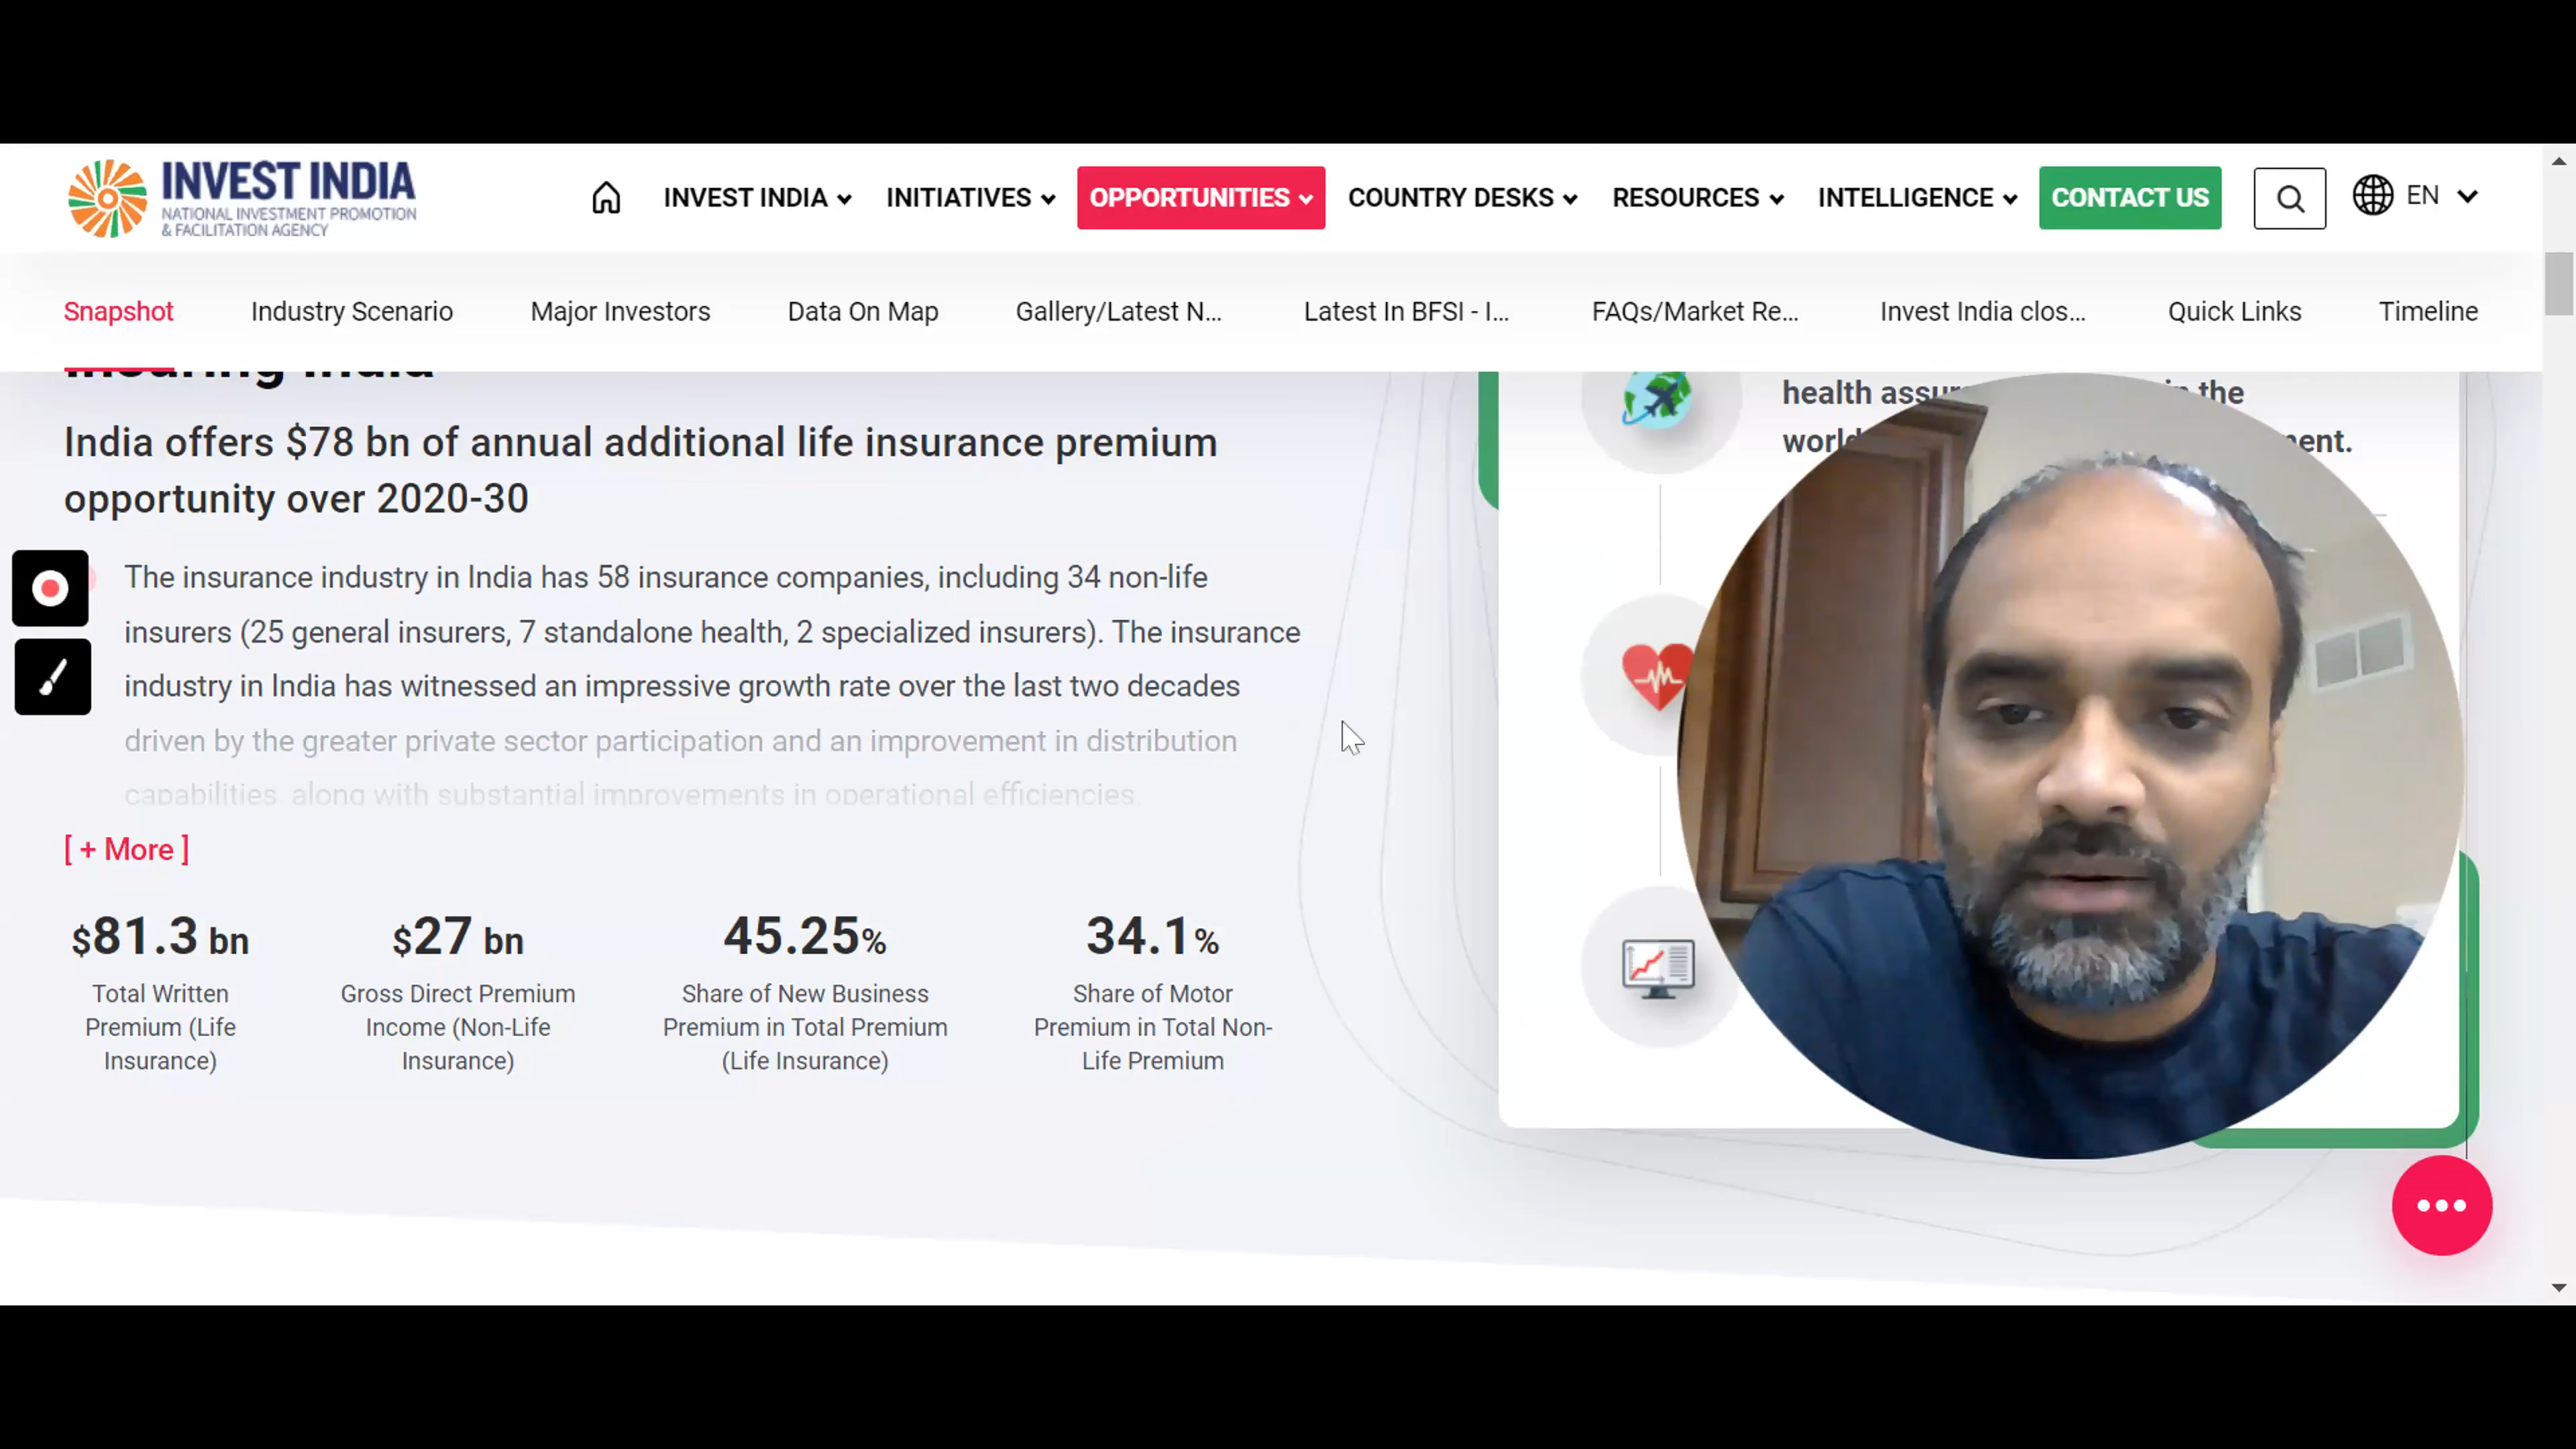 INVEST INDIA
NATIONAL INVESTMENT PROMOTION
& FACILITATION AGENCY
INVEST INDIA
INITIATIVES
OPPORTUNITIES
COUNTRY DESKS
RESOURCES
INTELLIGENCE
CONTACT US
EN
Snapshot
Industry Scenario
Major Investors
Data On Map
Gallery/Latest N...
Latest In BFSI - I...
FAQs/Market Re...
Invest India clos...
Quick Links
Timeline
Insuring India
India offers $78 bn of annual additional life insurance premium
opportunity over 2020-30
The insurance industry in India has 58 insurance companies, including 34 non-life
insurers (25 general insurers, 7 standalone health, 2 specialized insurers). The insurance
industry in India has witnessed an impressive growth rate over the last two decades
driven by the greater private sector participation and an improvement in distribution
capabilities, along with substantial improvements in operational efficiencies.
[ + More ]
$81.3 bn
Total Written
Premium (Life
Insurance)
$27 bn
Gross Direct Premium
Income (Non-Life
Insurance)
45.25%
Share of New Business
Premium in Total Premium
(Life Insurance)
34.1%
Share of Motor
Premium in Total Non-
Life Premium
health the